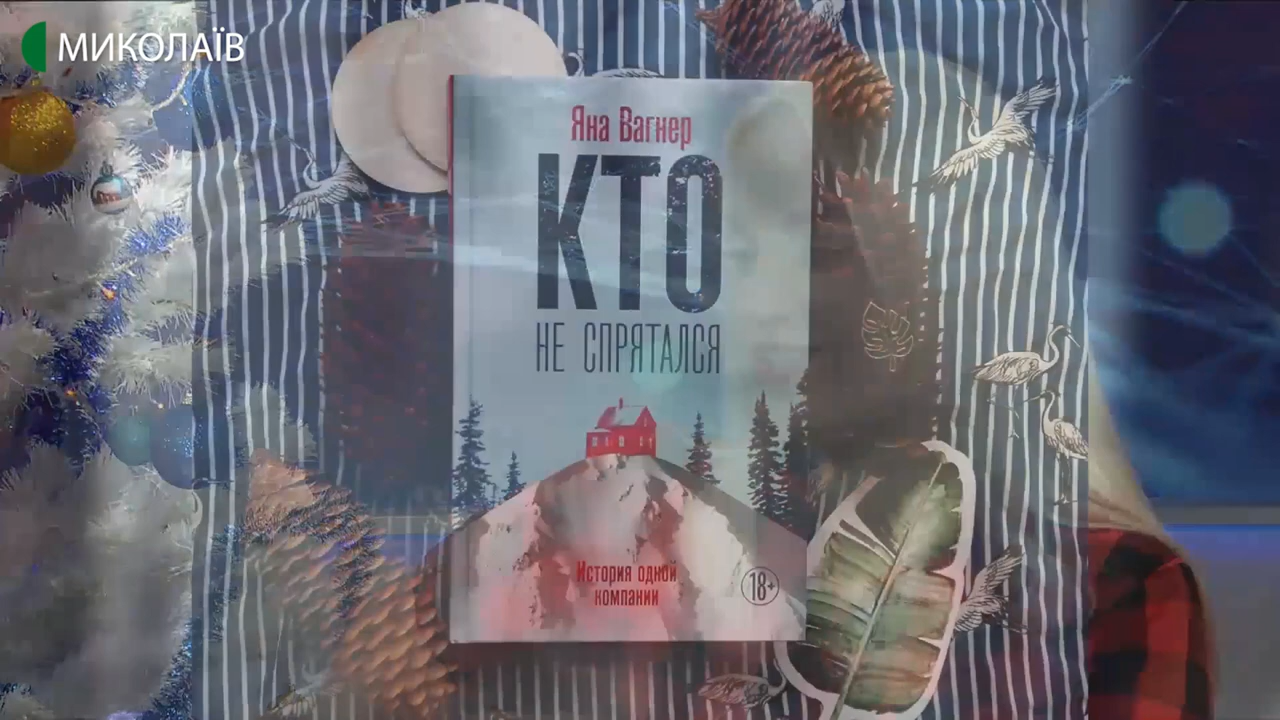 МИКОЛАЇВ
Яна Вагнер
КТО
НЕ СПРЯТАЛСЯ
История одной
компании
18+